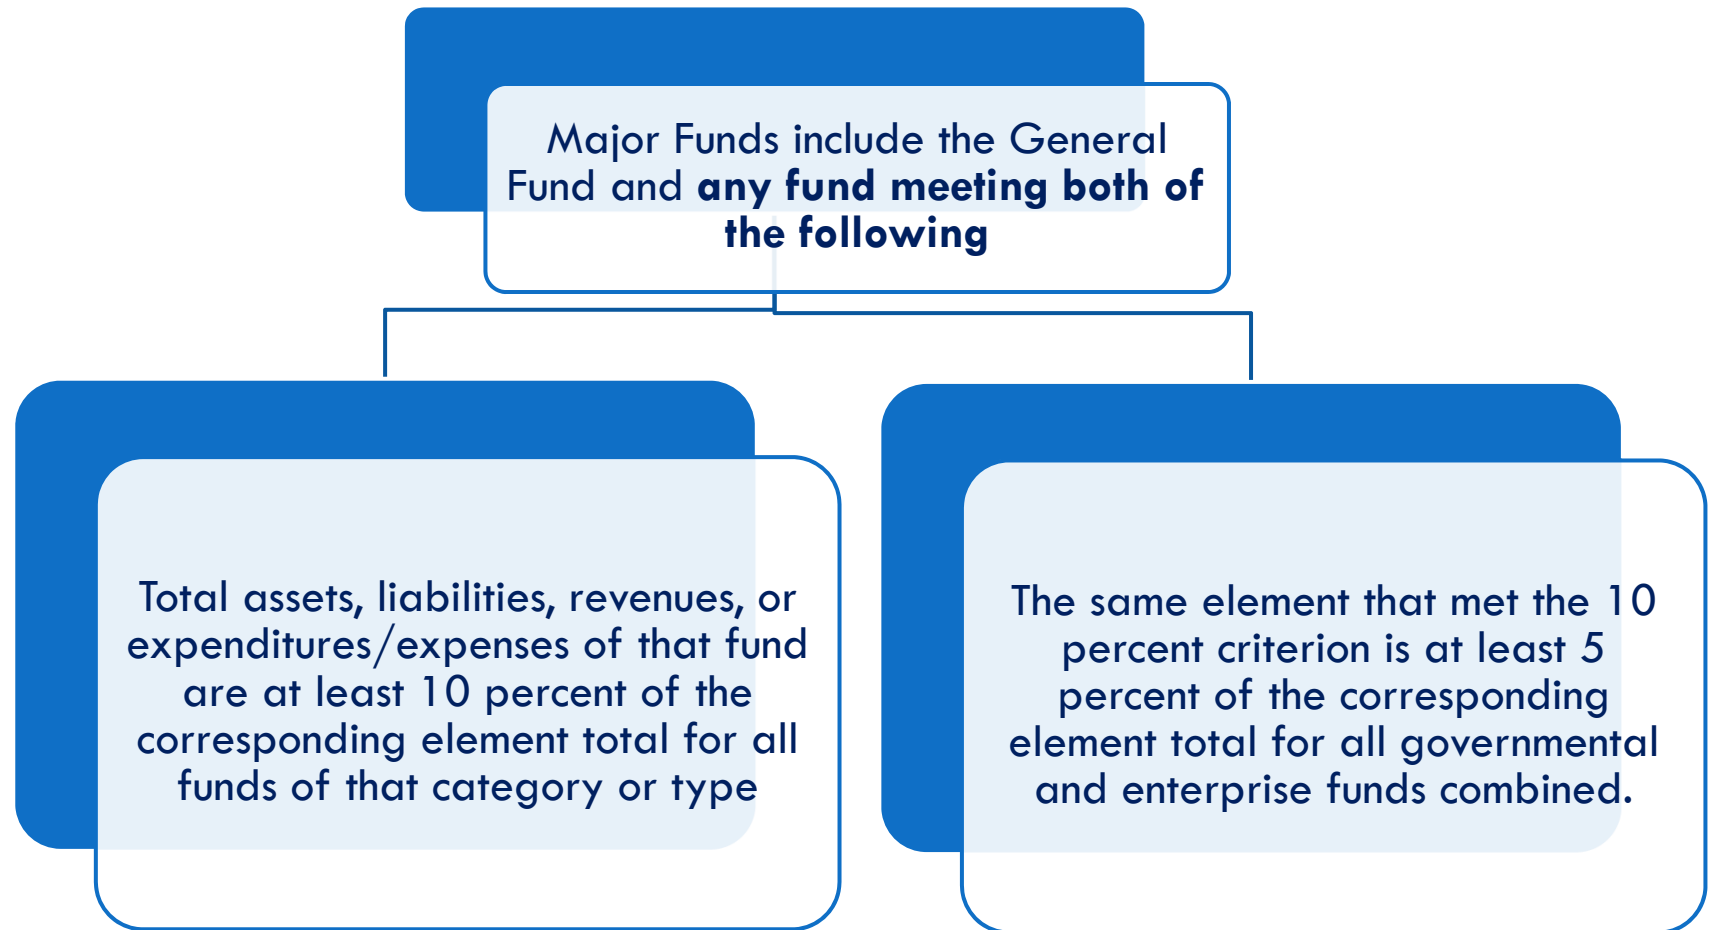 Major Funds include the General
Fund and any fund meeting both of
the following
Total assets, liabilities, revenues, or
expenditures/expenses of that fund
are at least 10 percent of the
corresponding element total for all
funds of that category or type
The same element that met the 10
percent criterion is at least 5
percent of the corresponding
element total for all governmental
and enterprise funds combined.